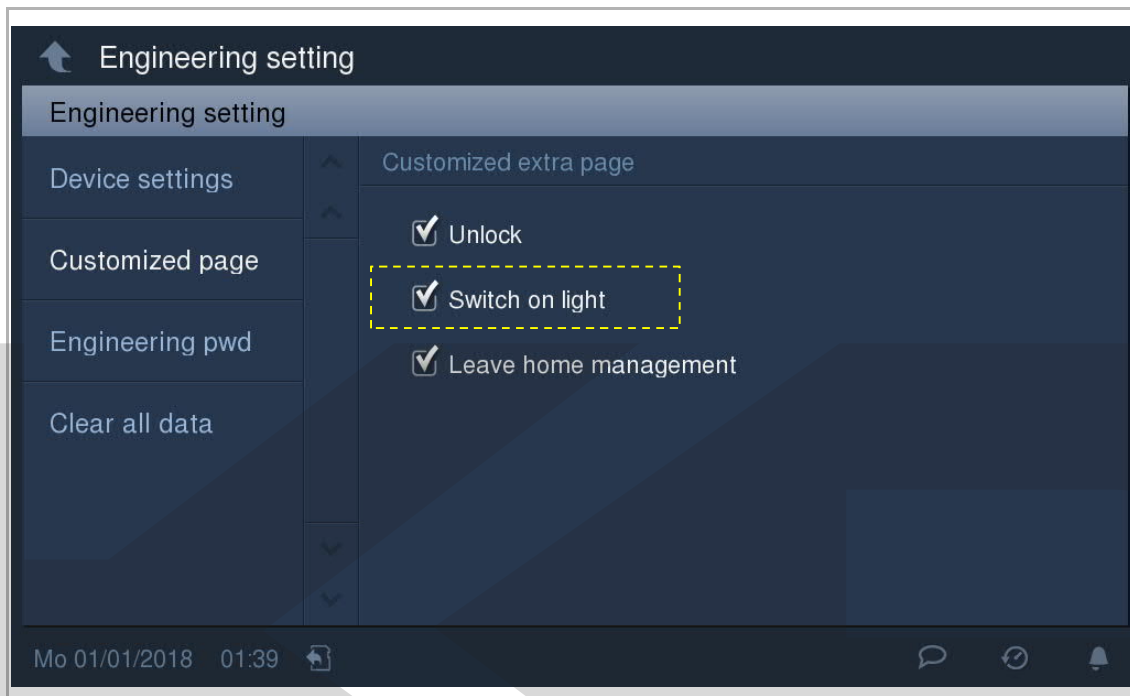 Engineering setting
Engineering setting
Device settings
Customized page
Engineering pwd
Clear all data
Customized extra page
Unlock
Switch on light
Leave home management
Mo 01/01/2018 01:39